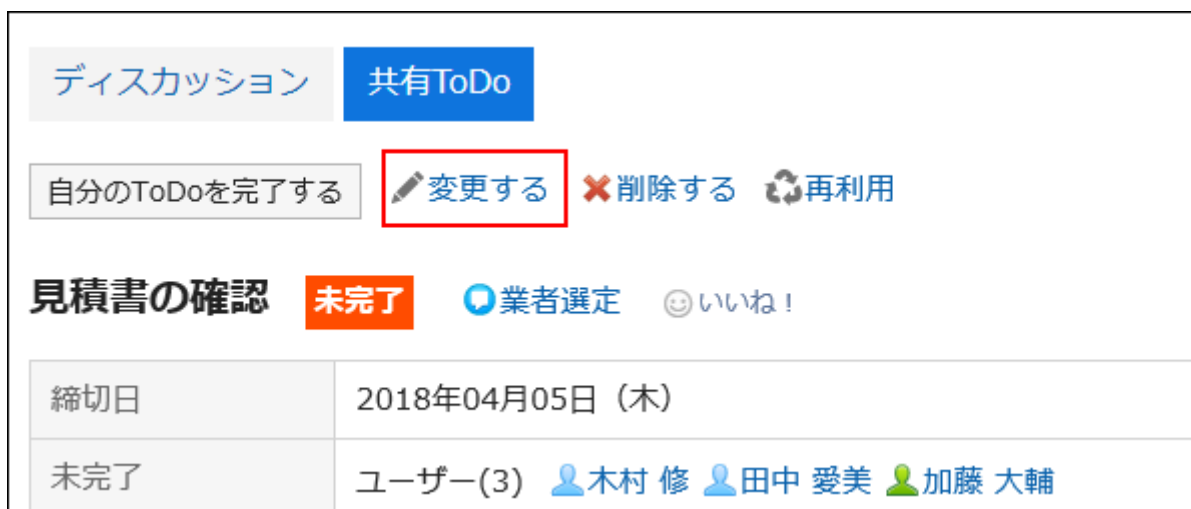 ディスカッション 共有ToDo
自分のToDoを完了する 変更する 削除する 再利用
見積書の確認 未完了 業者選定 いいね！
締切日 2018年04月05日（木）
未完了 ユーザー(3) 木村 修 田中 愛美 加藤 大輔